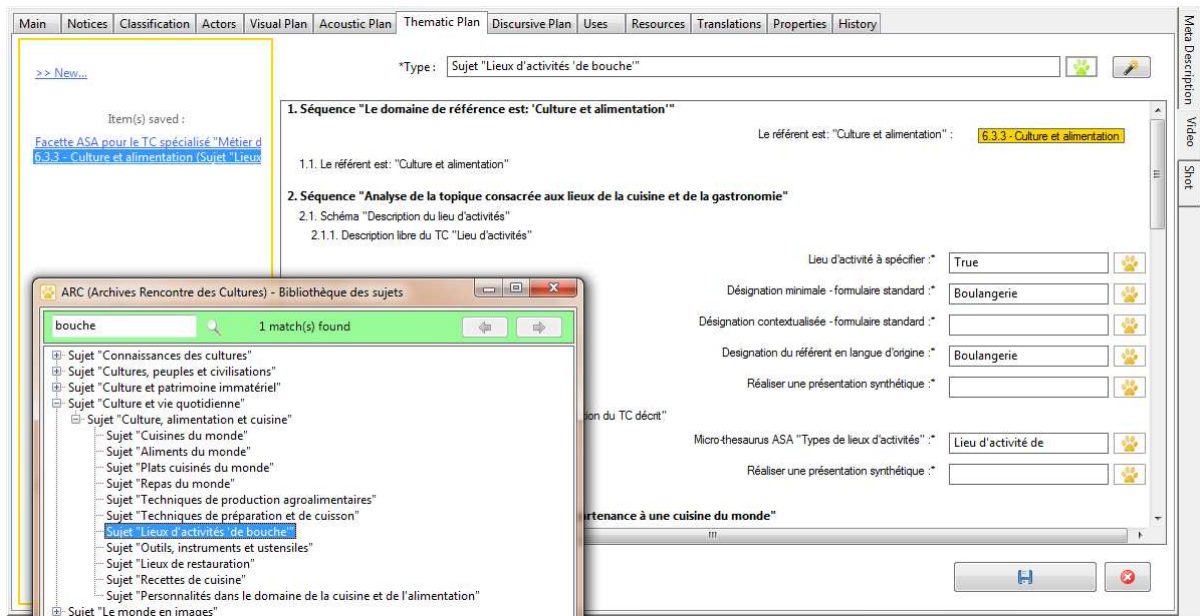 Main Notices Classification Actors Visual Plan Acoustic Plan Thematic Plan Discursive Plan Uses Resources Translations Properties History
Meta Description
Video
Shot
>> New...
Item(s) saved :
Facette ASA pour le TC spécialisé "Métier d
6.3.3 - Culture et alimentation (Sujet "Lieux
*Type : Sujet "Lieux d'activités 'de bouche'"
1. Séquence "Le domaine de référence est: 'Culture et alimentation'"
Le référent est: "Culture et alimentation" : 6.3.3 - Culture et alimentation
1.1. Le référent est: "Culture et alimentation"
2. Séquence "Analyse de la topique consacrée aux lieux de la cuisine et de la gastronomie"
2.1. Schéma "Description du lieu d'activités"
2.1.1. Description libre du TC "Lieu d'activités"
Lieu d'activité à spécifier :* True
Désignation minimale - formulaire standard :* Boulangerie
Désignation contextualisée - formulaire standard :*
Designation du référent en langue d'origine :* Boulangerie
Réaliser une présentation synthétique :*
ion du TC décrit"
Micro-thesaurus ASA "Types de lieux d'activités" :* Lieu d'activité de
Réaliser une présentation synthétique :*
rtenance à une cuisine du monde"
ARC (Archives Rencontre des Cultures) - Bibliothèque des sujets
bouche 1 match(s) found
Sujet "Connaissances des cultures"
Sujet "Cultures, peuples et civilisations"
Sujet "Culture et patrimoine immatériel"
Sujet "Culture et vie quotidienne"
Sujet "Culture, alimentation et cuisine"
Sujet "Cuisines du monde"
Sujet "Aliments du monde"
Sujet "Plats cuisinés du monde"
Sujet "Repas du monde"
Sujet "Techniques de production agroalimentaires"
Sujet "Techniques de préparation et de cuisson"
Sujet "Lieux d'activités 'de bouche'"
Sujet "Outils, instruments et ustensiles"
Sujet "Lieux de restauration"
Sujet "Recettes de cuisine"
Sujet "Personnalités dans le domaine de la cuisine et de l'alimentation"
Sujet "Le monde en images"